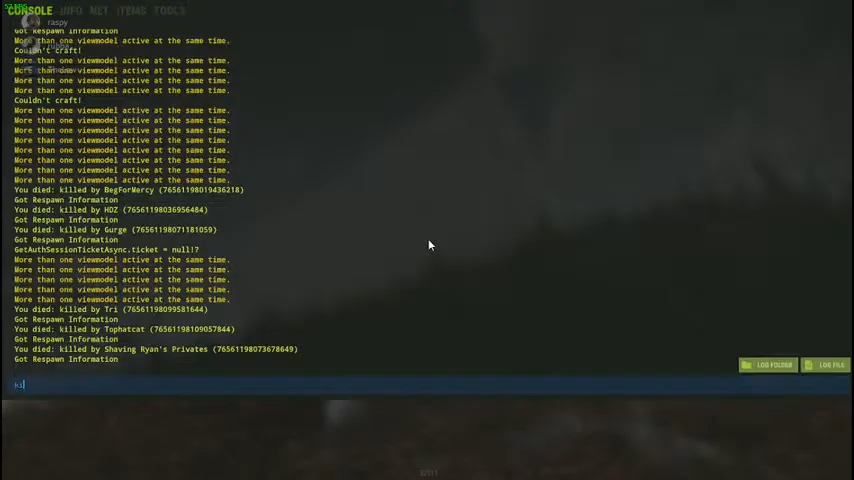 CONSOLE INFO NET ITEMS TOOLS
raspy
Got Respawn Information
More than one viewmodel active at the same time.
Couldn't craft!
More than one viewmodel active at the same time.
More than one viewmodel active at the same time.
More than one viewmodel active at the same time.
More than one viewmodel active at the same time.
Couldn't craft!
More than one viewmodel active at the same time.
More than one viewmodel active at the same time.
More than one viewmodel active at the same time.
More than one viewmodel active at the same time.
More than one viewmodel active at the same time.
More than one viewmodel active at the same time.
More than one viewmodel active at the same time.
More than one viewmodel active at the same time.
You died: killed by BegForMercy (76561198019436218)
Got Respawn Information
You died: killed by HDZ (76561198036956484)
Got Respawn Information
You died: killed by Gurge (76561198071181059)
Got Respawn Information
GetAuthSessionTicketAsync.ticket = null!?
More than one viewmodel active at the same time.
More than one viewmodel active at the same time.
More than one viewmodel active at the same time.
More than one viewmodel active at the same time.
More than one viewmodel active at the same time.
You died: killed by Tri (76561198099581644)
Got Respawn Information
You died: killed by Tophatcat (76561198109057844)
Got Respawn Information
You died: killed by Shaving Ryan's Privates (76561198073678649)
Got Respawn Information
LOG FOLDER LOG FILE
ki